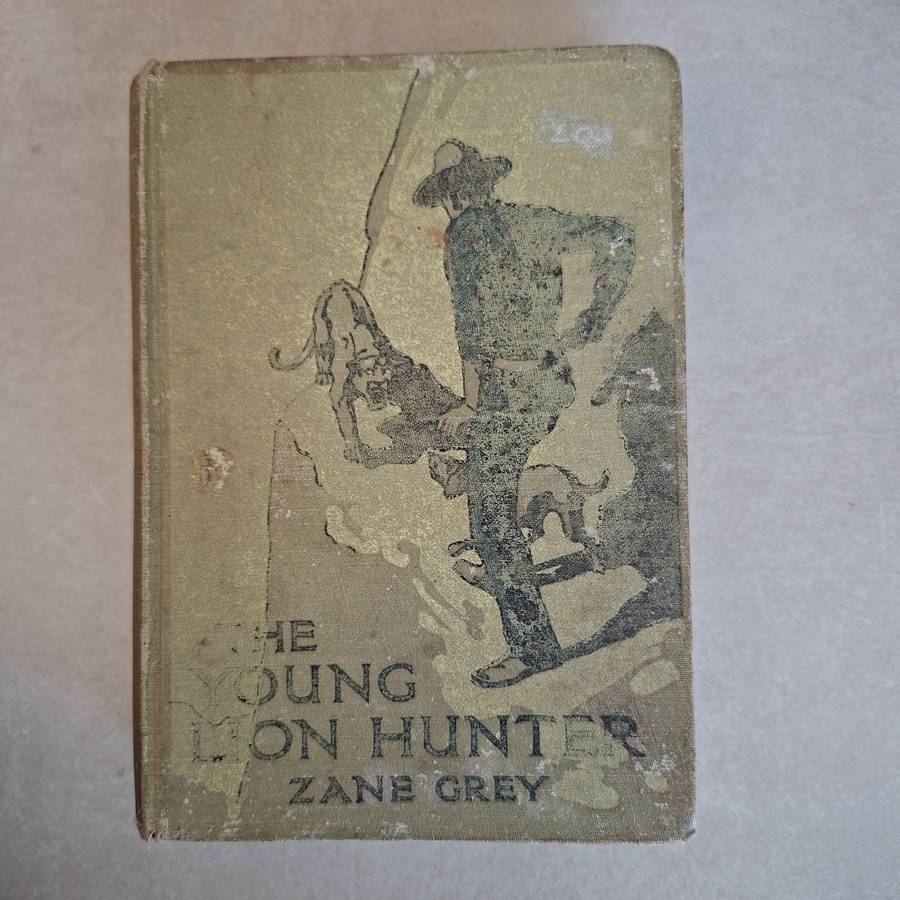 THE
YOUNG
LION HUNTER
ZANE GREY